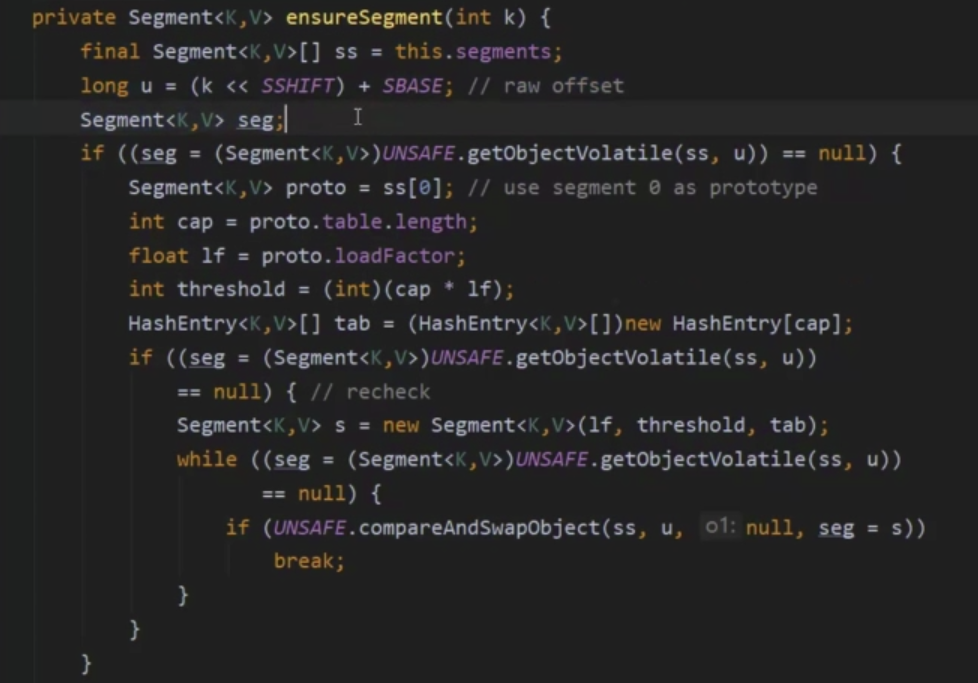 private Segment<K,V> ensureSegment(int k) {
final Segment<K,V>[] ss = this.segments;
long u = (k << SSHIFT) + SBASE; // raw offset
Segment<K,V> seg;
if ((seg = (Segment<K,V>)UNSAFE.getObjectVolatile(ss, u)) == null) {
Segment<K,V> proto = ss[0]; // use segment 0 as prototype
int cap = proto.table.length;
float lf = proto.loadFactor;
int threshold = (int)(cap * lf);
HashEntry<K,V>[] tab = (HashEntry<K,V>[])new HashEntry[cap];
if ((seg = (Segment<K,V>)UNSAFE.getObjectVolatile(ss, u))
== null) { // recheck
Segment<K,V> s = new Segment<K,V>(lf, threshold, tab);
while ((seg = (Segment<K,V>)UNSAFE.getObjectVolatile(ss, u))
== null) {
if (UNSAFE.compareAndSwapObject(ss, u, o1: null, seg = s))
break;
}
}
}